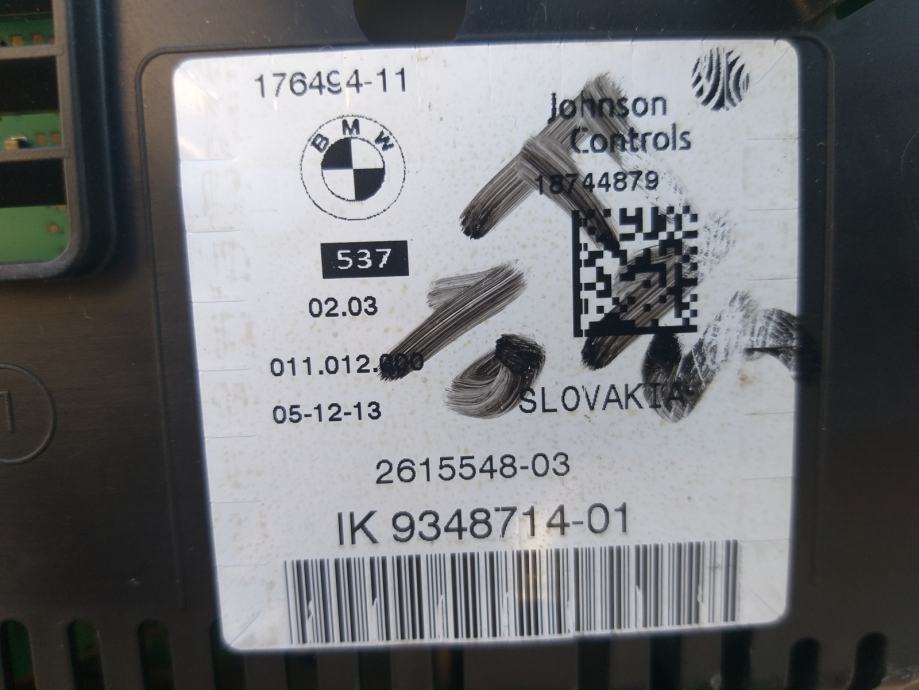 176494-11
BMW
Johnson
Controls
18744879
537
02.03
011.012.000
05-12-13
SLOVAKIA
2615548-03
IK 9348714-01